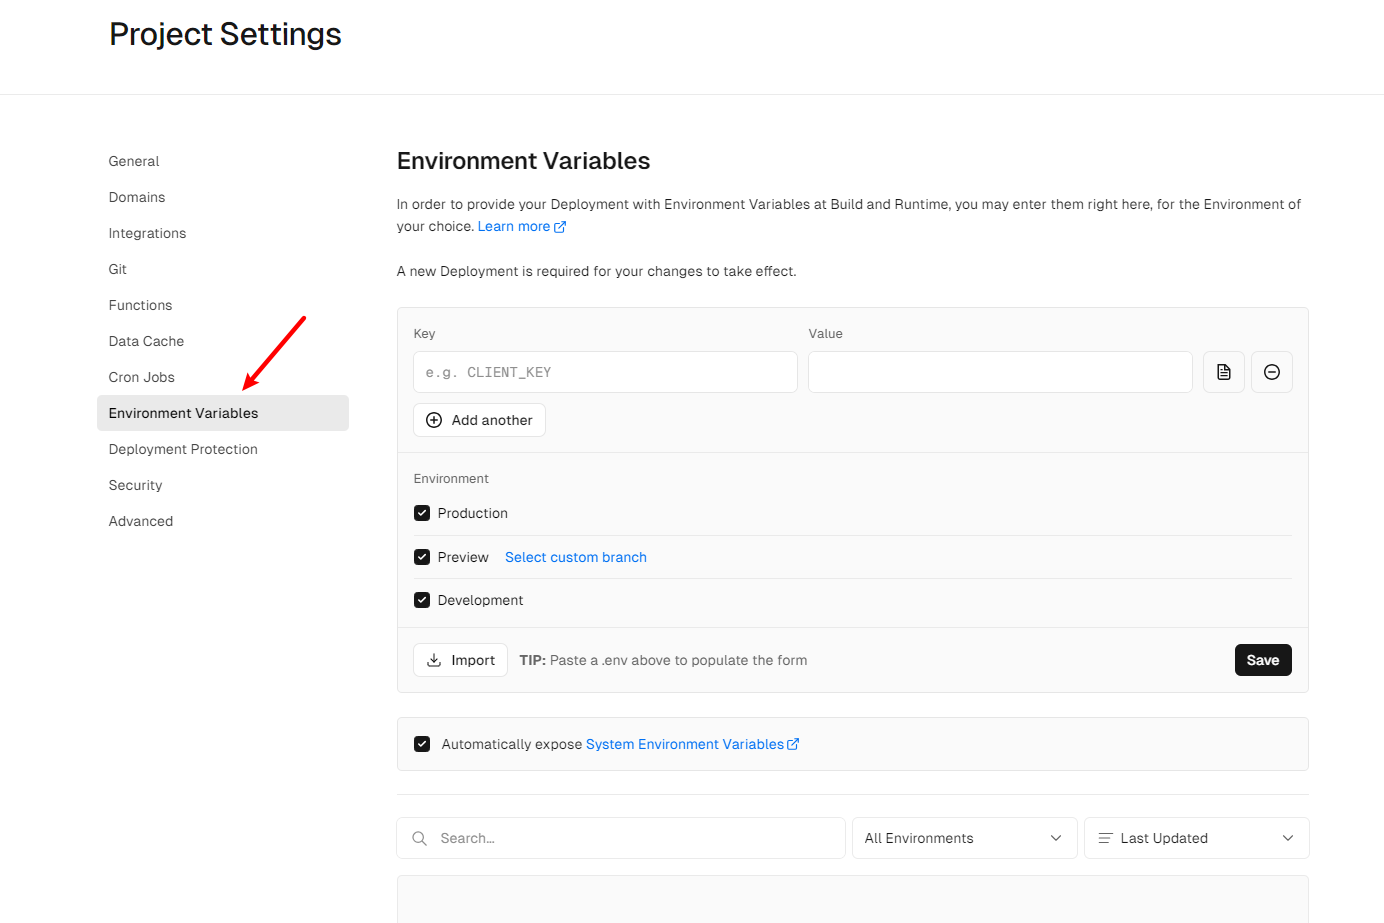 Project Settings
General
Domains
Integrations
Git
Functions
Data Cache
Cron Jobs
Environment Variables
Deployment Protection
Security
Advanced
Environment Variables
In order to provide your Deployment with Environment Variables at Build and Runtime, you may enter them right here, for the Environment of
your choice. Learn more
A new Deployment is required for your changes to take effect.
Key Value
e.g. CLIENT_KEY
Add another
Environment
Production
Preview Select custom branch
Development
Import TIP: Paste a .env above to populate the form Save
Automatically expose System Environment Variables
Search... All Environments Last Updated